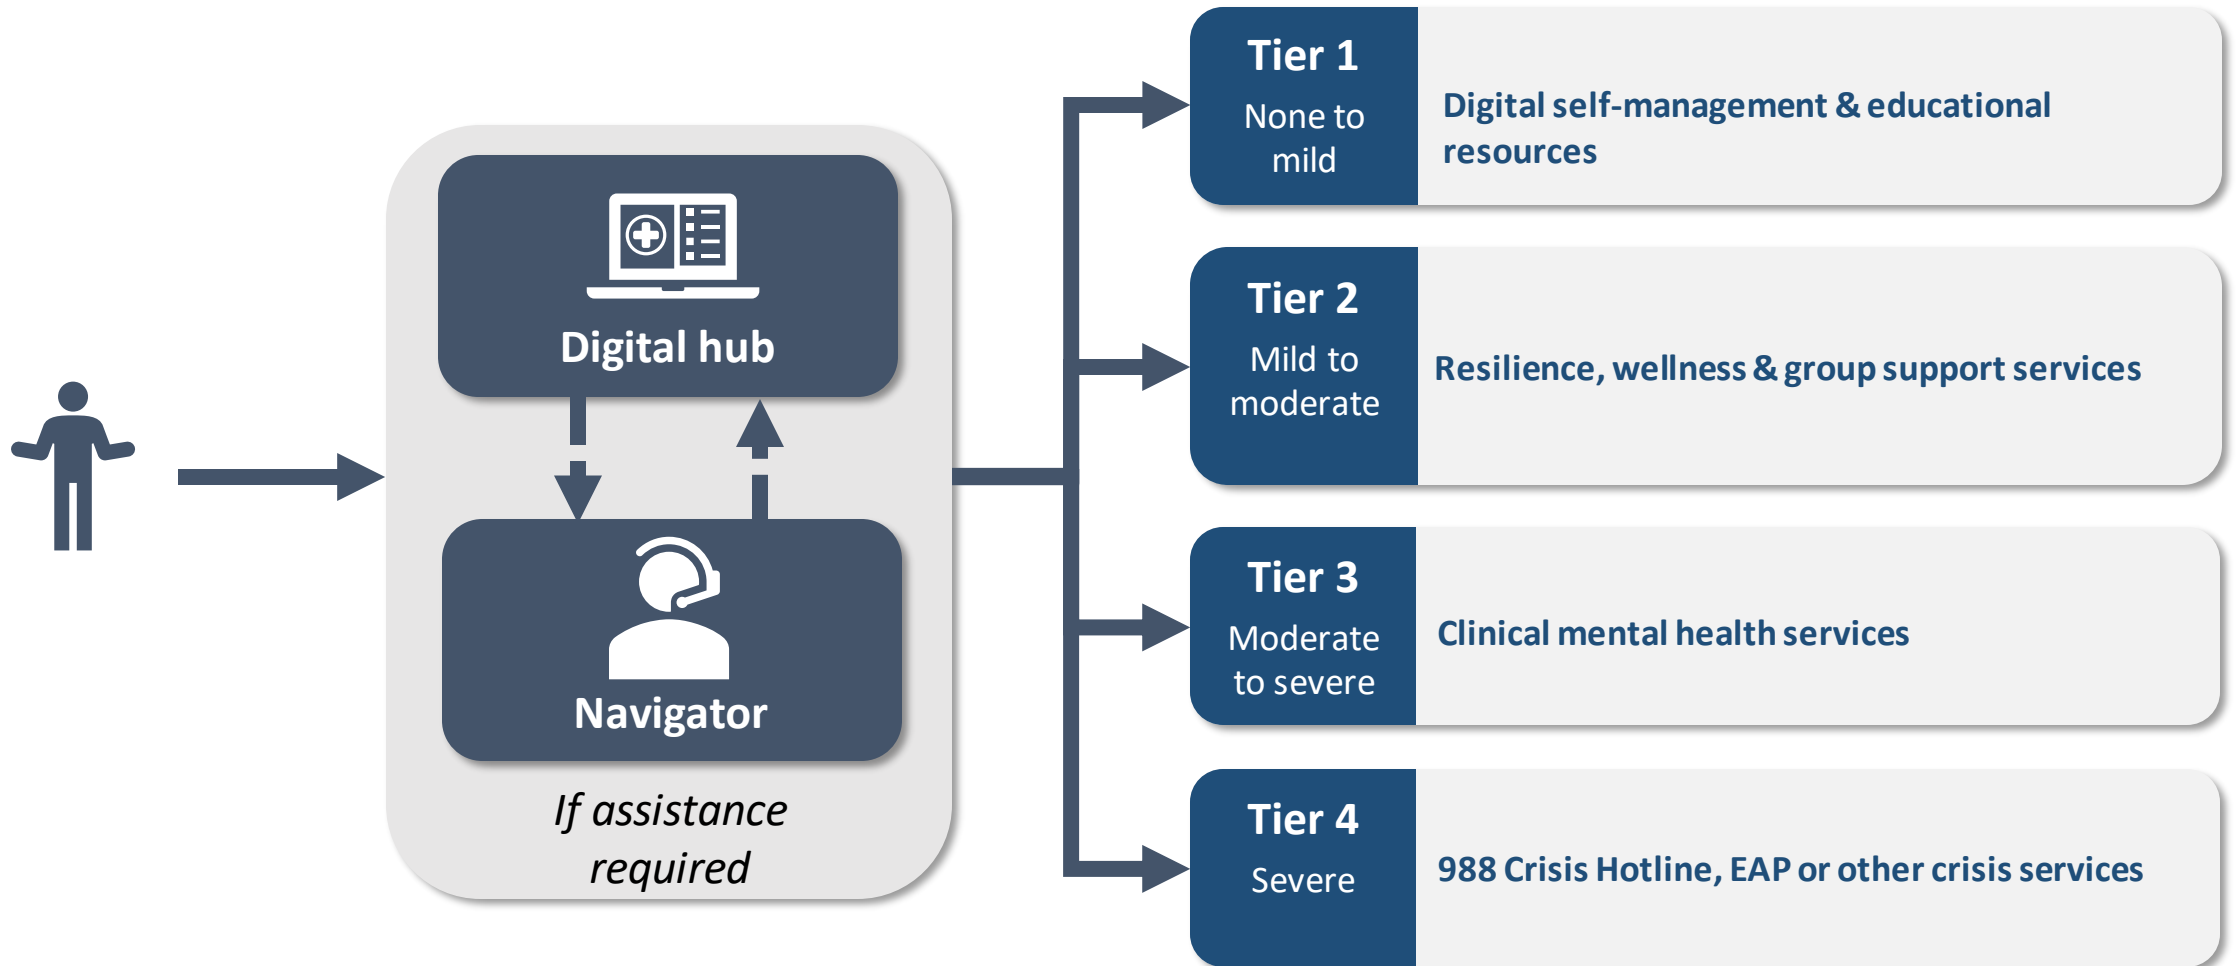 Digital hub
Navigator
If assistance
required
Tier 1
None to
mild
Digital self-management & educational
resources
Tier 2
Mild to
moderate
Resilience, wellness & group support services
Tier 3
Moderate
to severe
Clinical mental health services
Tier 4
Severe
988 Crisis Hotline, EAP or other crisis services